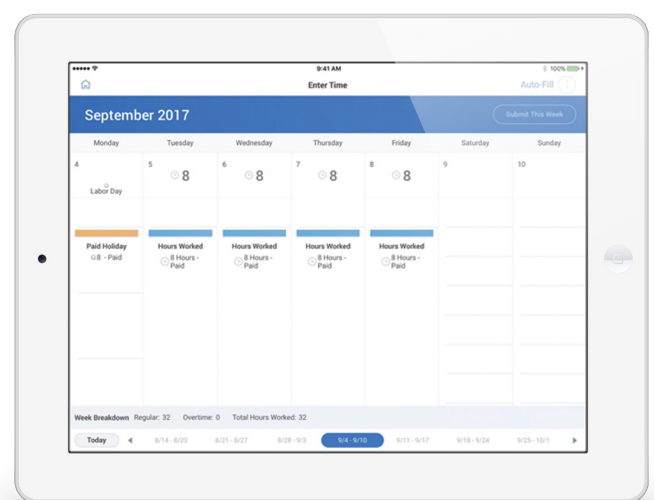 9:41 AM
100%
Enter Time
Auto-Fill
September 2017
Submit This Week
Monday Tuesday Wednesday Thursday Friday Saturday Sunday
4 5 8 6 8 7 8 8 8 9 10
Labor Day
Paid Holiday Hours Worked Hours Worked Hours Worked Hours Worked
8 - Paid 8 Hours - 8 Hours - 8 Hours - 8 Hours -
Paid Paid Paid Paid
Week Breakdown Regular: 32 Overtime: 0 Total Hours Worked: 32
Today 8/14 - 8/20 8/21 - 8/27 8/28 - 9/3 9/4 - 9/10 9/11 - 9/17 9/18 - 9/24 9/25 - 10/1